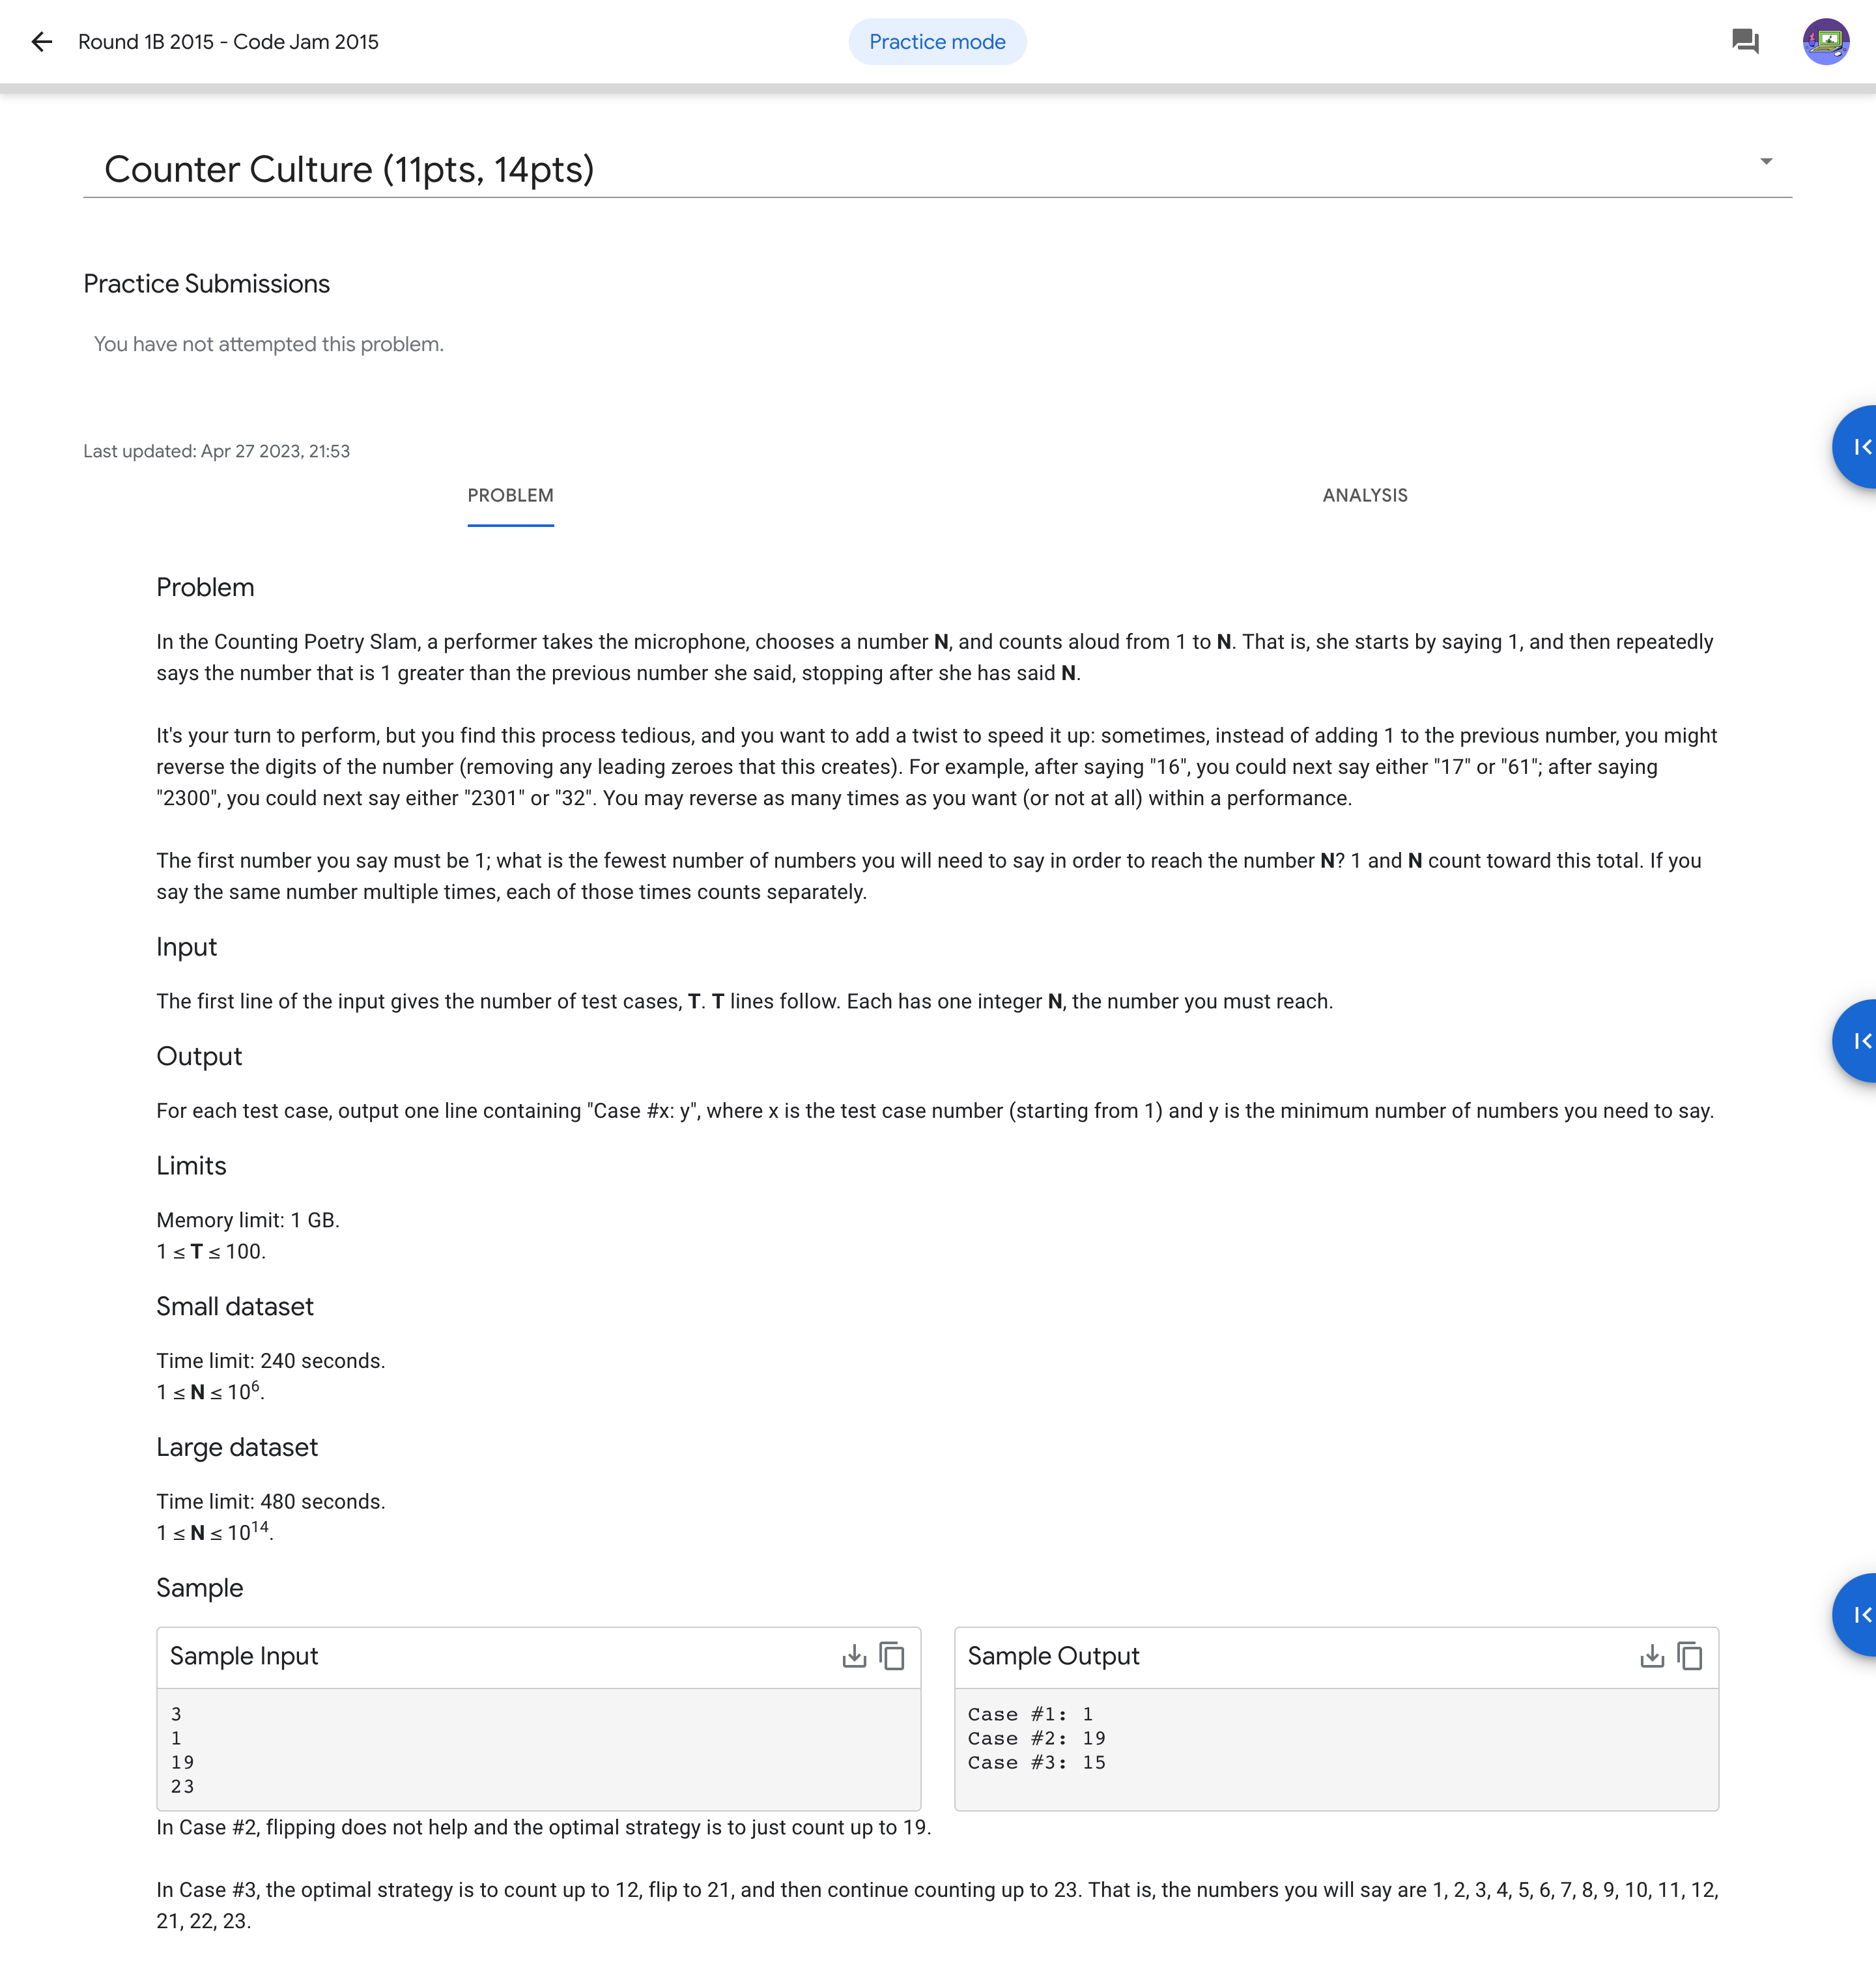 Round 1B 2015 - Code Jam 2015
Practice mode
Counter Culture (11pts, 14pts)
Practice Submissions
You have not attempted this problem.
Last updated: Apr 27 2023, 21:53
PROBLEM
ANALYSIS
Problem
In the Counting Poetry Slam, a performer takes the microphone, chooses a number N, and counts aloud from 1 to N. That is, she starts by saying 1, and then repeatedly
says the number that is 1 greater than the previous number she said, stopping after she has said N.
It's your turn to perform, but you find this process tedious, and you want to add a twist to speed it up: sometimes, instead of adding 1 to the previous number, you might
reverse the digits of the number (removing any leading zeroes that this creates). For example, after saying "16", you could next say either "17" or "61"; after saying
"2300", you could next say either "2301" or "32". You may reverse as many times as you want (or not at all) within a performance.
The first number you say must be 1; what is the fewest number of numbers you will need to say in order to reach the number N? 1 and N count toward this total. If you
say the same number multiple times, each of those times counts separately.
Input
The first line of the input gives the number of test cases, T. T lines follow. Each has one integer N, the number you must reach.
Output
For each test case, output one line containing "Case #x: y", where x is the test case number (starting from 1) and y is the minimum number of numbers you need to say.
Limits
Memory limit: 1 GB.
1 ≤ T ≤ 100.
Small dataset
Time limit: 240 seconds.
1 ≤ N ≤ 10⁶.
Large dataset
Time limit: 480 seconds.
1 ≤ N ≤ 10¹⁴.
Sample
Sample Input
3
1
19
23
Sample Output
Case #1: 1
Case #2: 19
Case #3: 15
In Case #2, flipping does not help and the optimal strategy is to just count up to 19.
In Case #3, the optimal strategy is to count up to 12, flip to 21, and then continue counting up to 23. That is, the numbers you will say are 1, 2, 3, 4, 5, 6, 7, 8, 9, 10, 11, 12,
21, 22, 23.